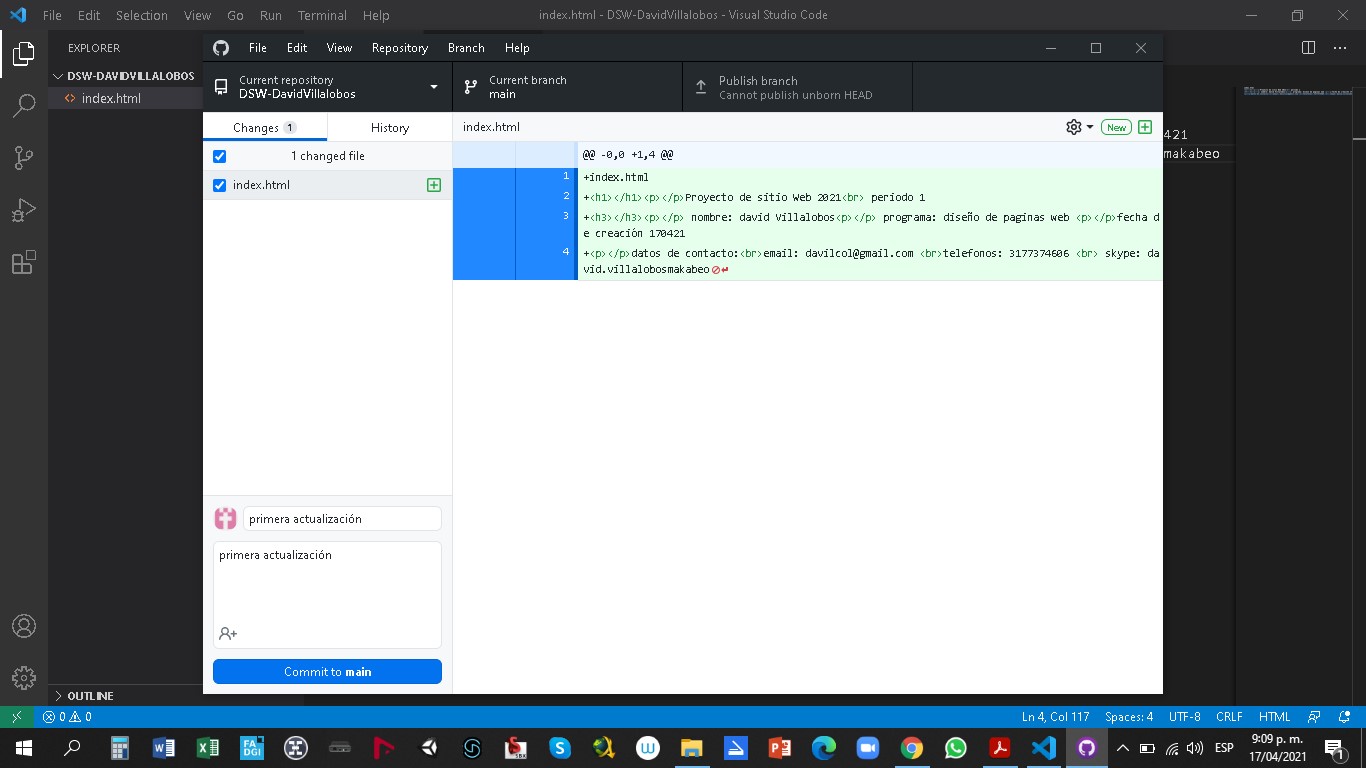 File Edit Selection View Go Run Terminal Help index.html - DSW-DavidVillalobos - Visual Studio Code
EXPLORER
DSW-DAVIDVILLALOBOS
index.html
File Edit View Repository Branch Help
Current repository
DSW-DavidVillalobos
Current branch
main
Publish branch
Cannot publish unborn HEAD
Changes 1 History
index.html
New
1 changed file
index.html
@@ -0,0 +1,4 @@
1 +index.html
2 +<h1></h1><p></p>Proyecto de sitio Web 2021<br> periodo 1
3 +<h3></h3><p></p> nombre: david Villalobos<p></p> programa: diseño de paginas web <p></p>fecha d
e creación 170421
4 +<p></p>datos de contacto:<br>email: davilcol@gmail.com <br>telefonos: 3177374606 <br> skype: da
vid.villalobosmakabeo
421
makabeo
primera actualización
primera actualización
Commit to main
OUTLINE
0 0 Ln 4, Col 117 Spaces: 4 UTF-8 CRLF HTML
FA
DGI
ESP
9:09 p. m.
17/04/2021
1